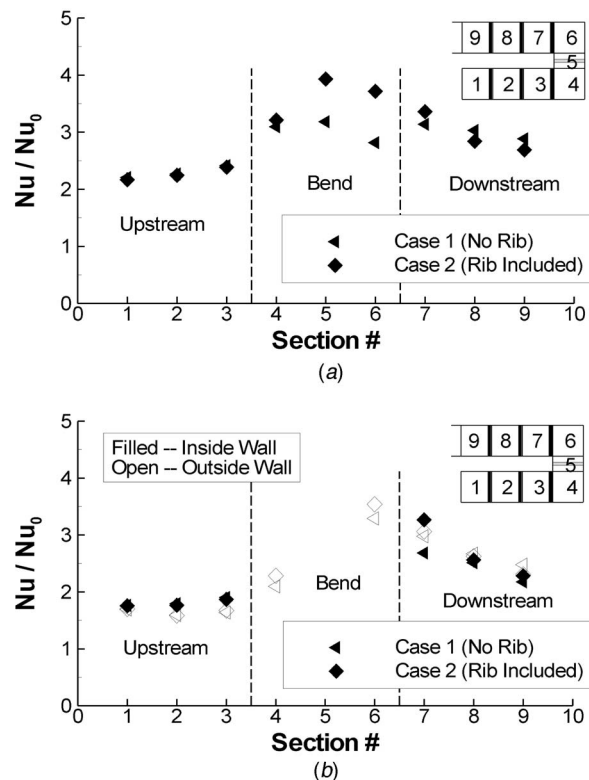 (a)
5
4
3
2
1
0
Nu / Nu0
9 8 7 6
5
1 2 3 4
Upstream
Bend
Downstream
Case 1 (No Rib)
Case 2 (Rib Included)
0 1 2 3 4 5 6 7 8 9 10
Section #
(a)
5
4
3
2
1
0
Nu / Nu0
Filled -- Inside Wall
Open -- Outside Wall
9 8 7 6
5
1 2 3 4
Upstream
Bend
Downstream
Case 1 (No Rib)
Case 2 (Rib Included)
0 1 2 3 4 5 6 7 8 9 10
Section #
(b)